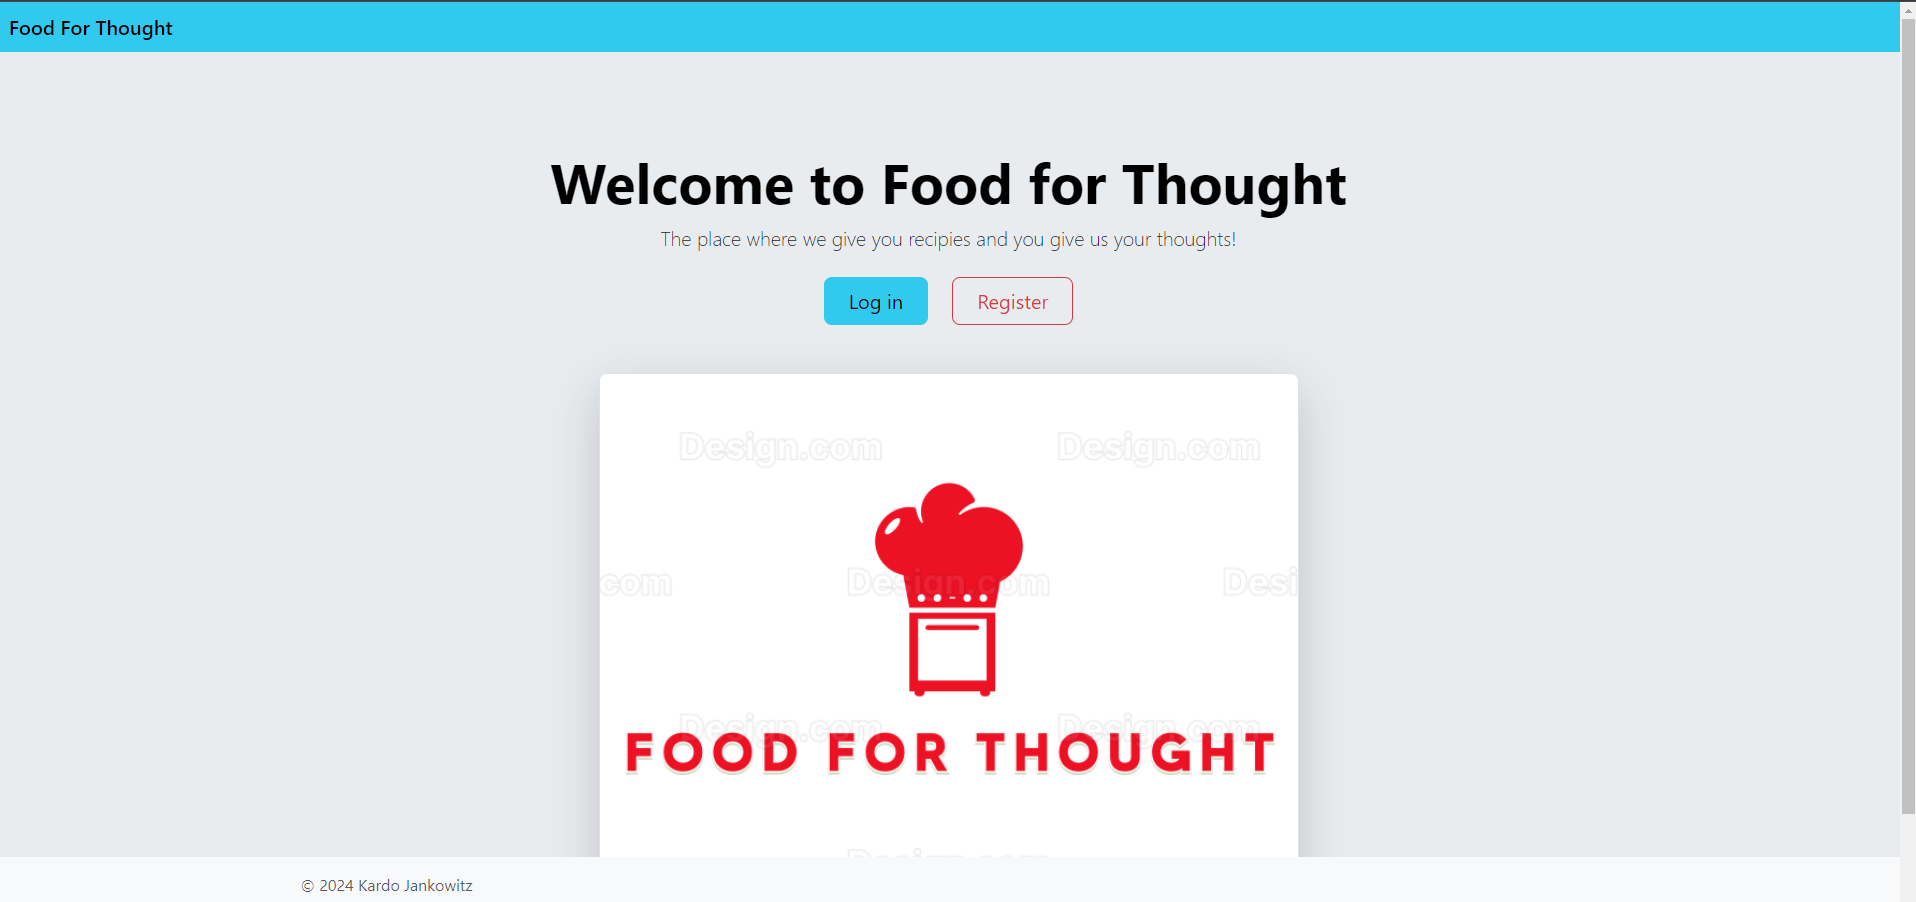 Food For Thought
Welcome to Food for Thought
The place where we give you recipies and you give us your thoughts!
Log in Register
Design.com Design.com
.com Design.com Desi
Design.com Design.com
FOOD FOR THOUGHT
Design.com
© 2024 Kardo Jankowitz